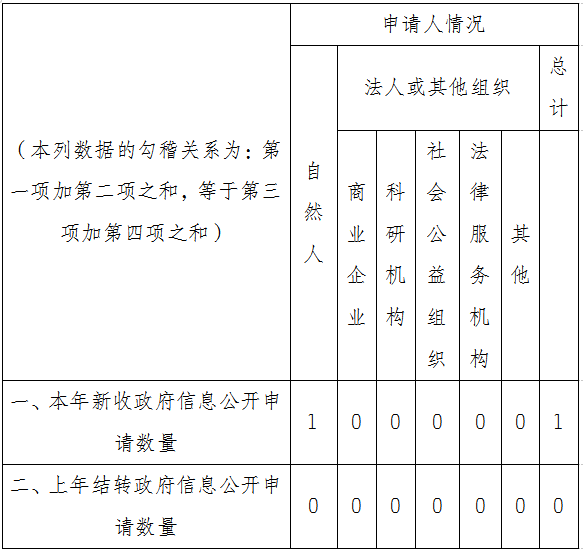 申请人情况
（本列数据的勾稽关系为：第
一项加第二项之和，等于第三
项加第四项之和）
自然人
法人或其他组织
总计
商业企业
科研机构
社会公益组织
法律服务机构
其他
一、本年新收政府信息公开申
请数量
1 0 0 0 0 0 1
二、上年结转政府信息公开申
请数量
0 0 0 0 0 0 0